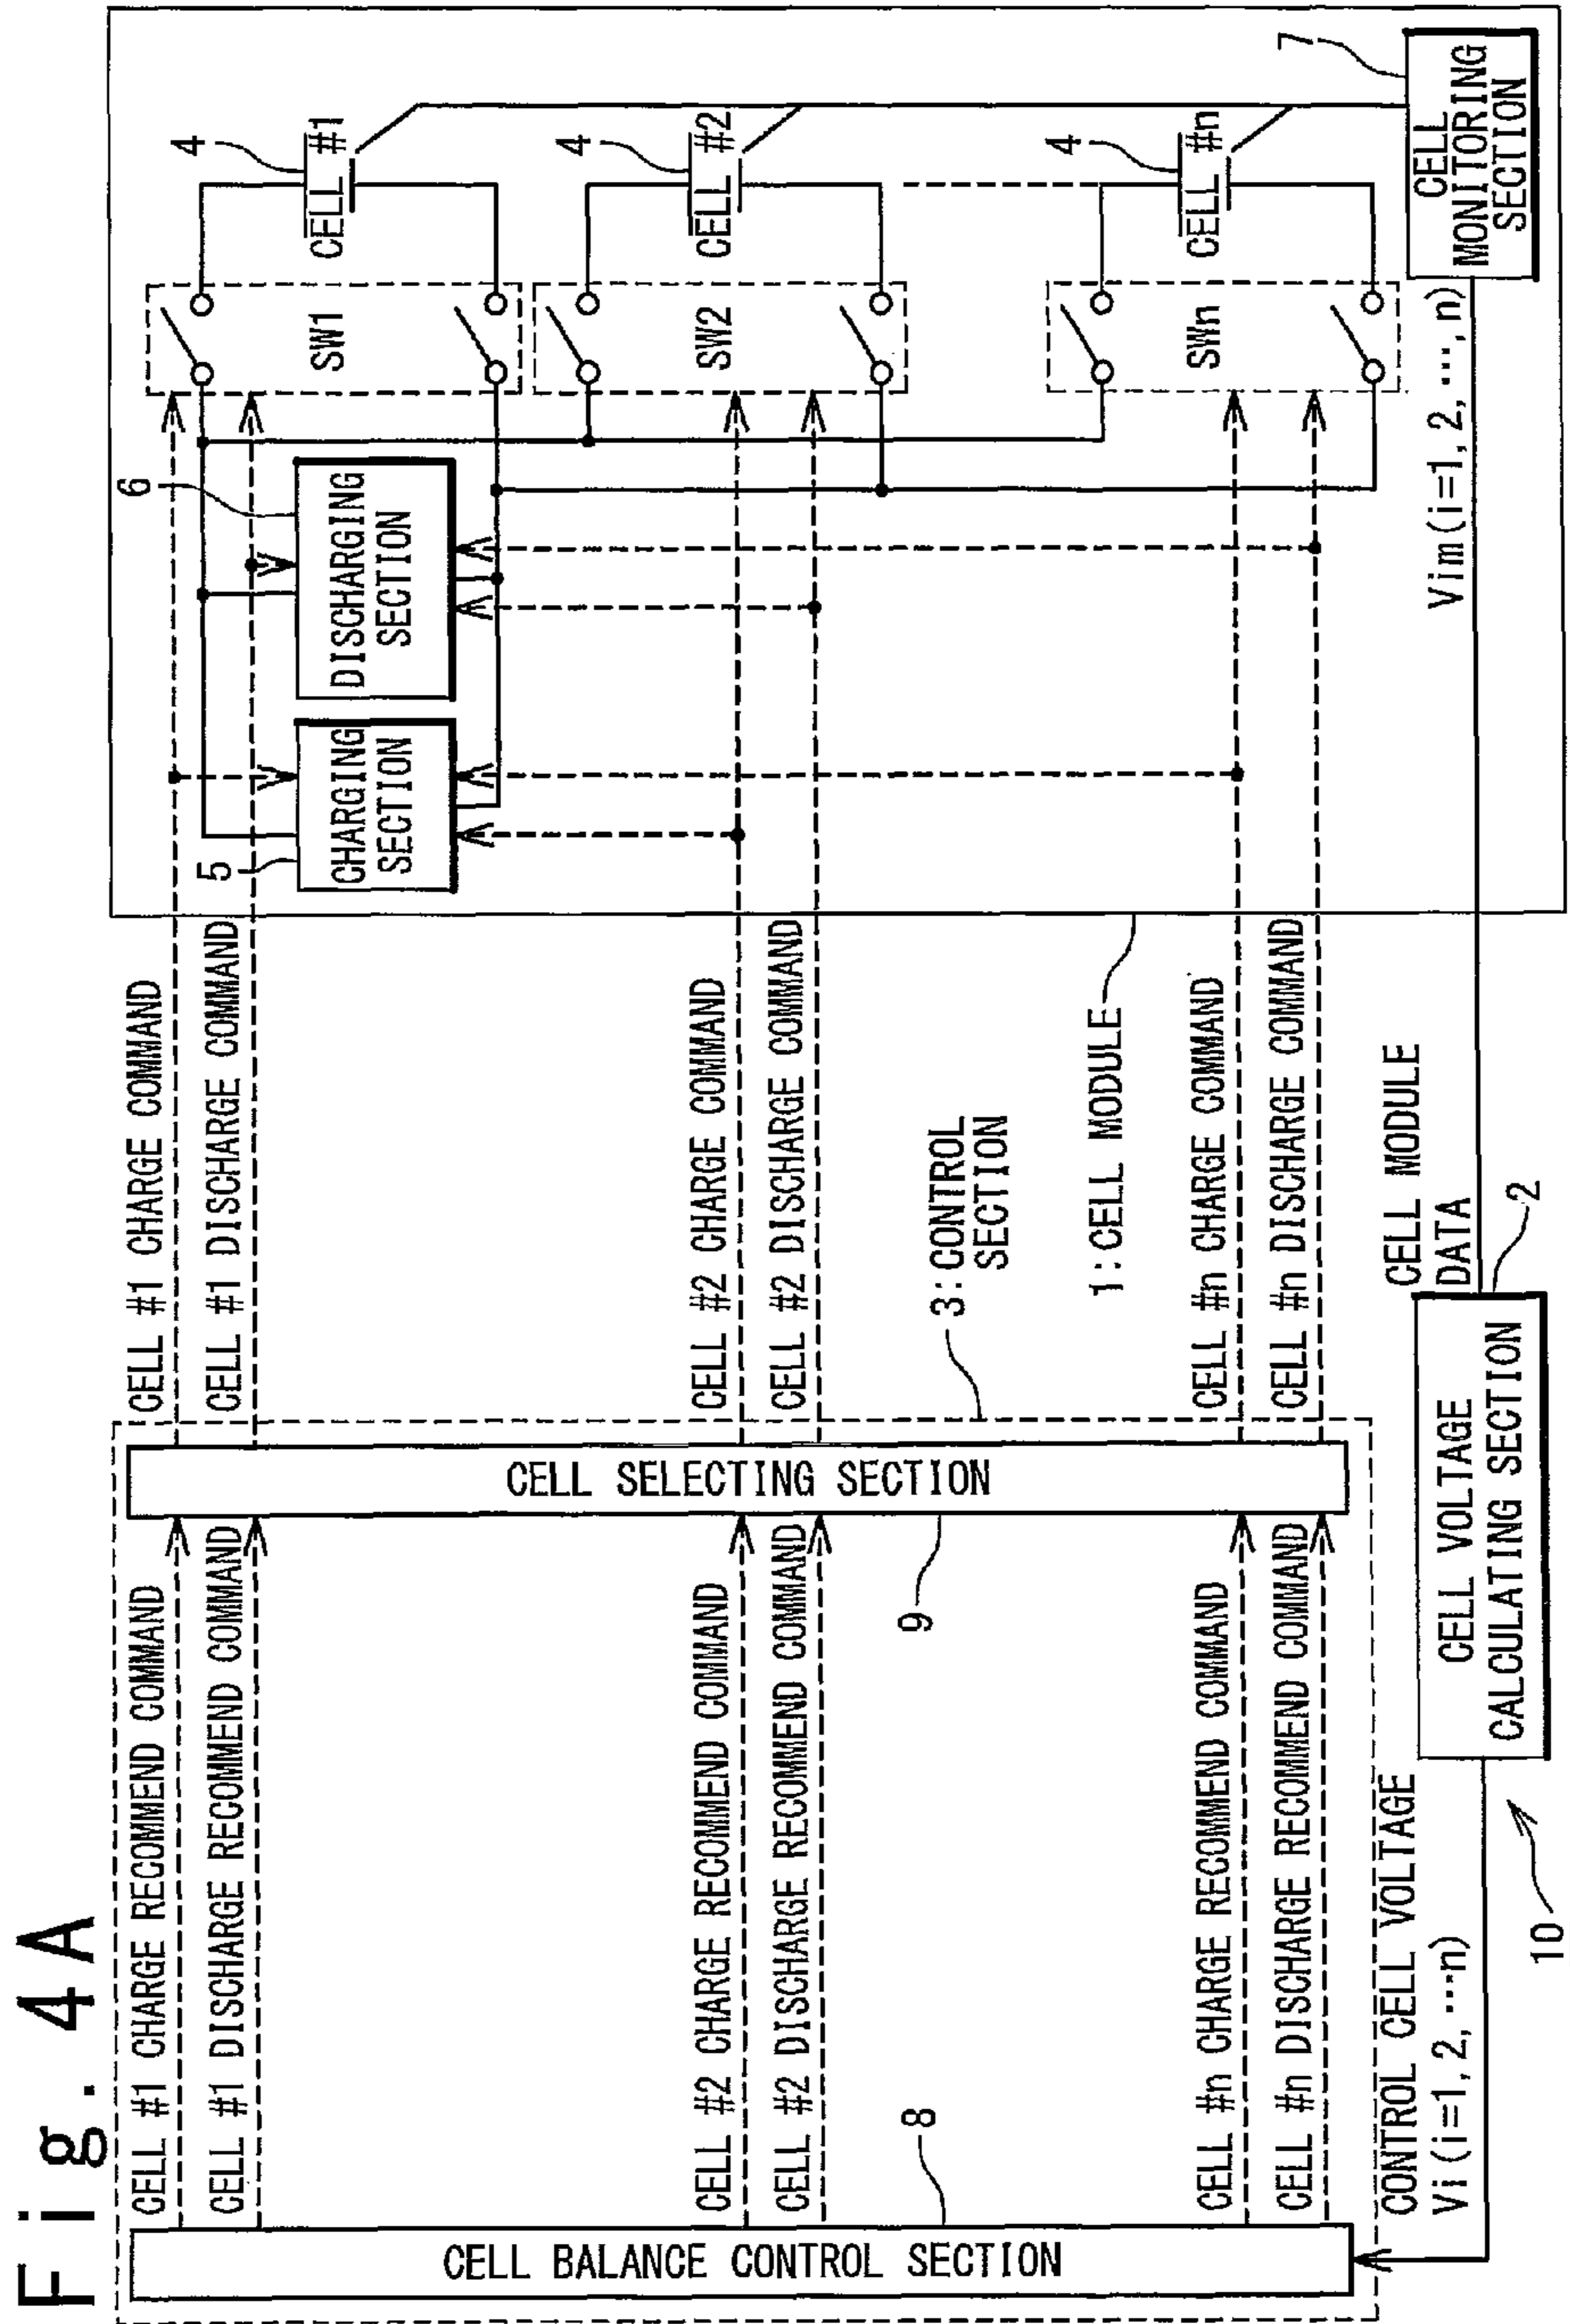 Fig. 4A
CELL #1 CHARGE RECOMMEND COMMAND
CELL #1 DISCHARGE RECOMMEND COMMAND
CELL #2 CHARGE RECOMMEND COMMAND
CELL #2 DISCHARGE RECOMMEND COMMAND
CELL #n CHARGE RECOMMEND COMMAND
CELL #n DISCHARGE RECOMMEND COMMAND
CELL BALANCE CONTROL SECTION
8
CELL SELECTING SECTION
9
3:CONTROL
SECTION
CELL #1 CHARGE COMMAND
CELL #1 DISCHARGE COMMAND
CELL #2 CHARGE COMMAND
CELL #2 DISCHARGE COMMAND
CELL #n CHARGE COMMAND
CELL #n DISCHARGE COMMAND
1:CELL MODULE
5
CHARGING
SECTION
6
DISCHARGING
SECTION
SW1
SW2
SWn
4
CELL #1
4
CELL #2
4
CELL #n
7
CELL
MONITORING
SECTION
Vim(i=1,2,···,n)
CELL MODULE
DATA
2
CELL VOLTAGE
CALCULATING SECTION
CONTROL CELL VOLTAGE
Vi(i=1,2,···n)
10